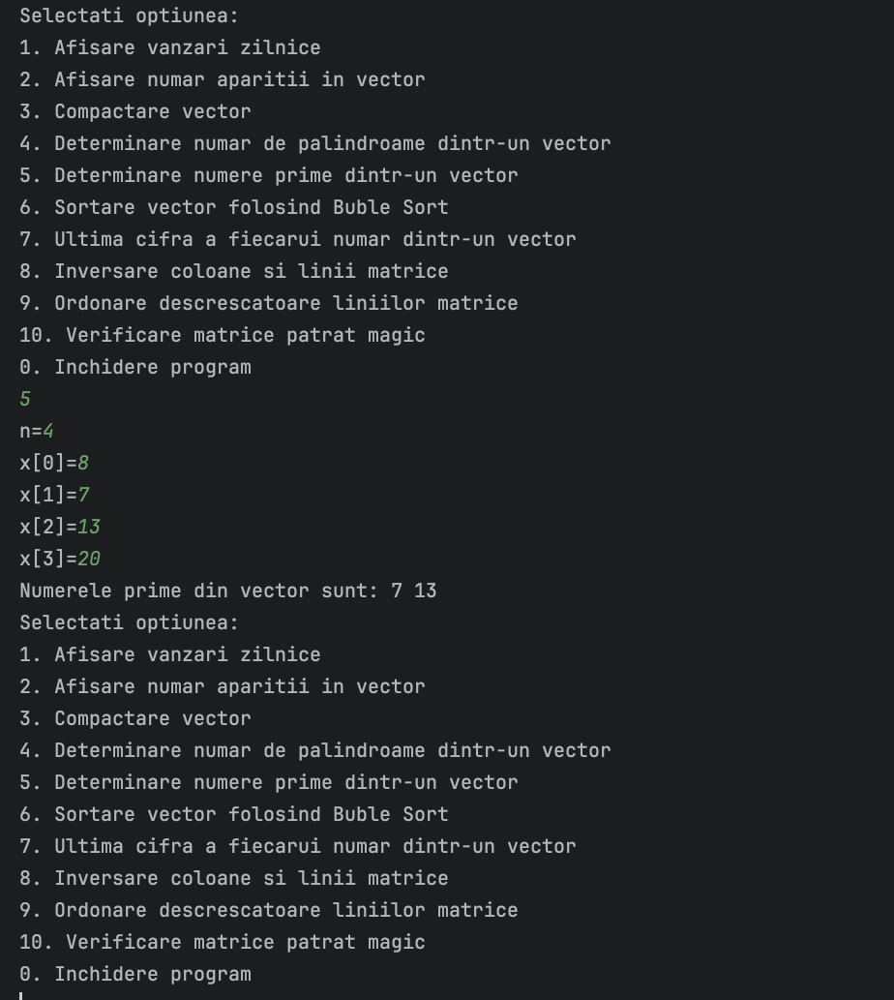 Selectati optiunea:
1. Afisare vanzari zilnice
2. Afisare numar aparitii in vector
3. Compactare vector
4. Determinare numar de palindroame dintr-un vector
5. Determinare numere prime dintr-un vector
6. Sortare vector folosind Buble Sort
7. Ultima cifra a fiecarui numar dintr-un vector
8. Inversare coloane si linii matrice
9. Ordonare descrescatoare liniilor matrice
10. Verificare matrice patrat magic
0. Inchidere program
5
n=4
x[0]=8
x[1]=7
x[2]=13
x[3]=20
Numerele prime din vector sunt: 7 13
Selectati optiunea:
1. Afisare vanzari zilnice
2. Afisare numar aparitii in vector
3. Compactare vector
4. Determinare numar de palindroame dintr-un vector
5. Determinare numere prime dintr-un vector
6. Sortare vector folosind Buble Sort
7. Ultima cifra a fiecarui numar dintr-un vector
8. Inversare coloane si linii matrice
9. Ordonare descrescatoare liniilor matrice
10. Verificare matrice patrat magic
0. Inchidere program